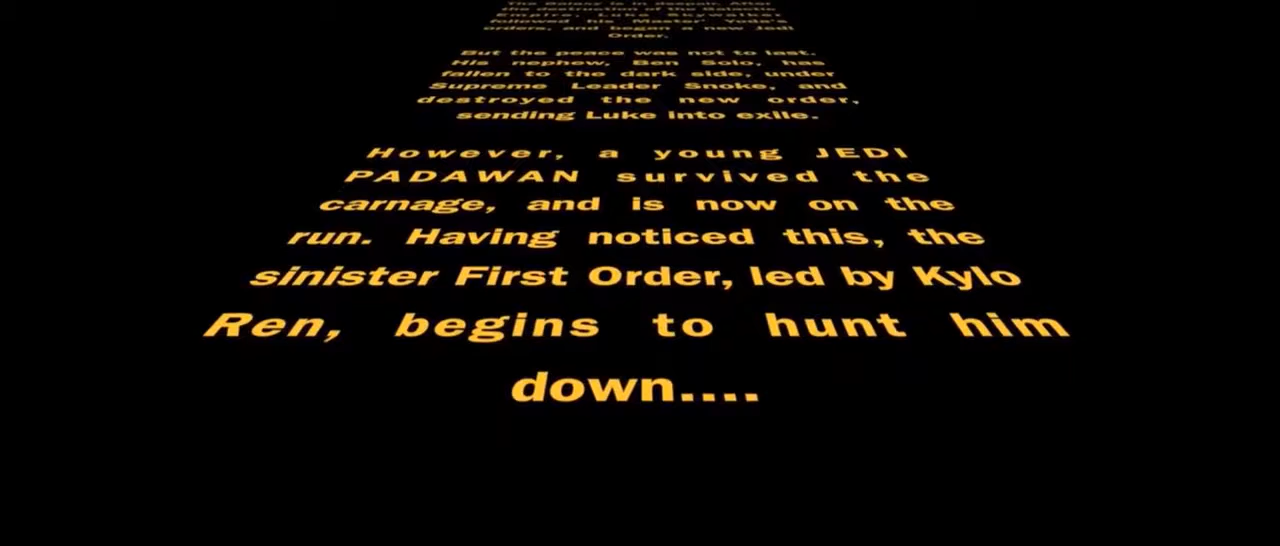 The Galaxy is in despair. After
the destruction of the Galactic
Empire, Luke Skywalker
followed his Master' Yoda's
orders, and began a new Jedi
Order.
But the peace was not to last.
His nephew, Ben Solo, has
fallen to the dark side, under
Supreme Leader Snoke, and
destroyed the new order,
sending Luke into exile.
However, a young JEDI
PADAWAN survived the
carnage, and is now on the
run. Having noticed this, the
sinister First Order, led by Kylo
Ren, begins to hunt him
down....